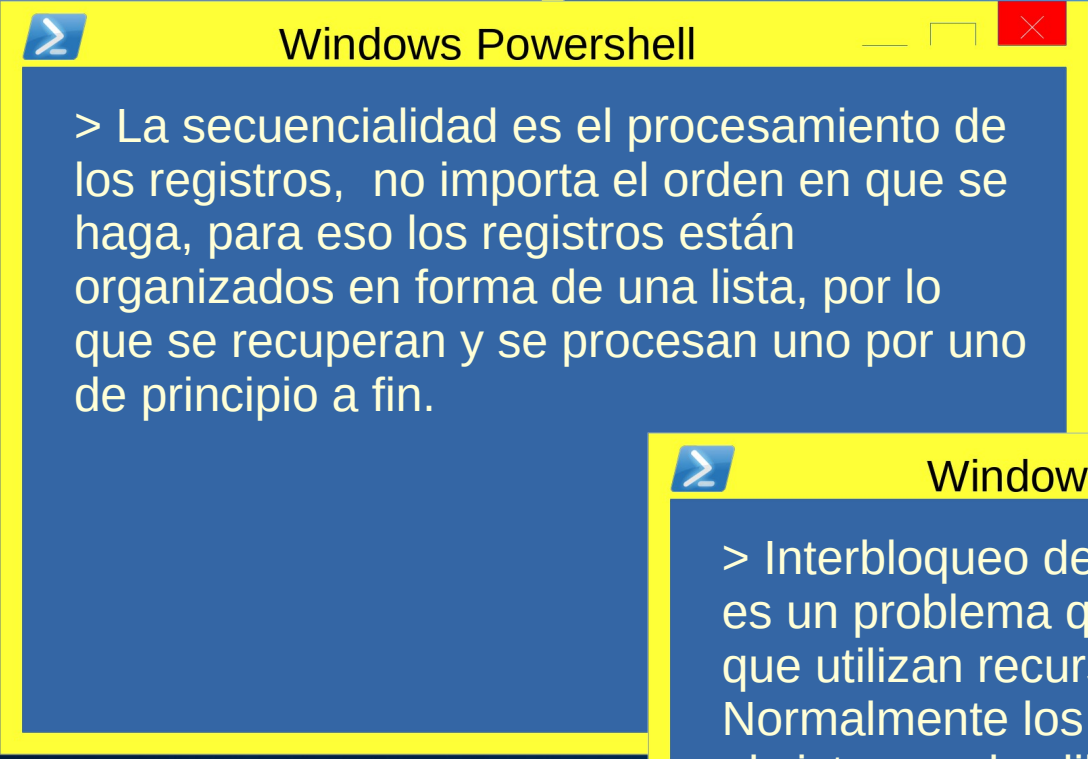 Windows Powershell
> La secuencialidad es el procesamiento de
los registros,  no importa el orden en que se
haga, para eso los registros están
organizados en forma de una lista, por lo
que se recuperan y se procesan uno por uno
de principio a fin.
Window
> Interbloqueo de
es un problema q
que utilizan recur
Normalmente los